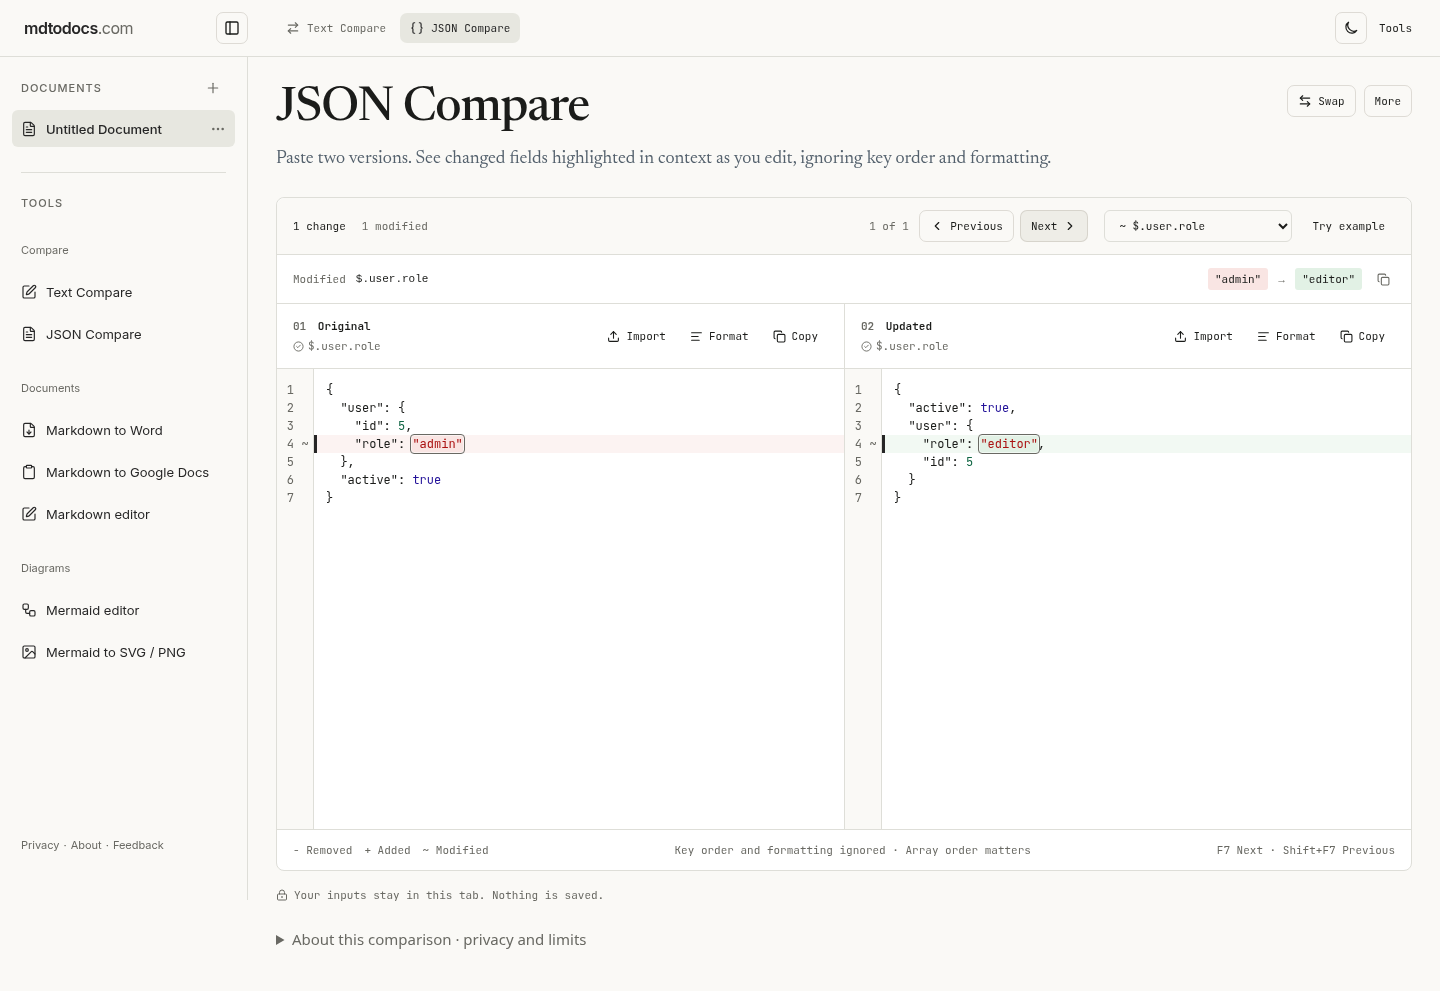 mdtodocs.com
Text Compare
JSON Compare
Tools
DOCUMENTS
Untitled Document
TOOLS
Compare
Text Compare
JSON Compare
Documents
Markdown to Word
Markdown to Google Docs
Markdown editor
Diagrams
Mermaid editor
Mermaid to SVG / PNG
Privacy · About · Feedback
JSON Compare
Swap
More
Paste two versions. See changed fields highlighted in context as you edit, ignoring key order and formatting.
1 change 1 modified
1 of 1
Previous
Next
~ $.user.role
Try example
Modified $.user.role
"admin" → "editor"
01 Original
$.user.role
Import
Format
Copy
1 {
2 "user": {
3 "id": 5,
4 ~ "role": "admin"
5 },
6 "active": true
7 }
02 Updated
$.user.role
Import
Format
Copy
1 {
2 "active": true,
3 "user": {
4 ~ "role": "editor",
5 "id": 5
6 }
7 }
- Removed + Added ~ Modified
Key order and formatting ignored · Array order matters
F7 Next · Shift+F7 Previous
Your inputs stay in this tab. Nothing is saved.
About this comparison · privacy and limits